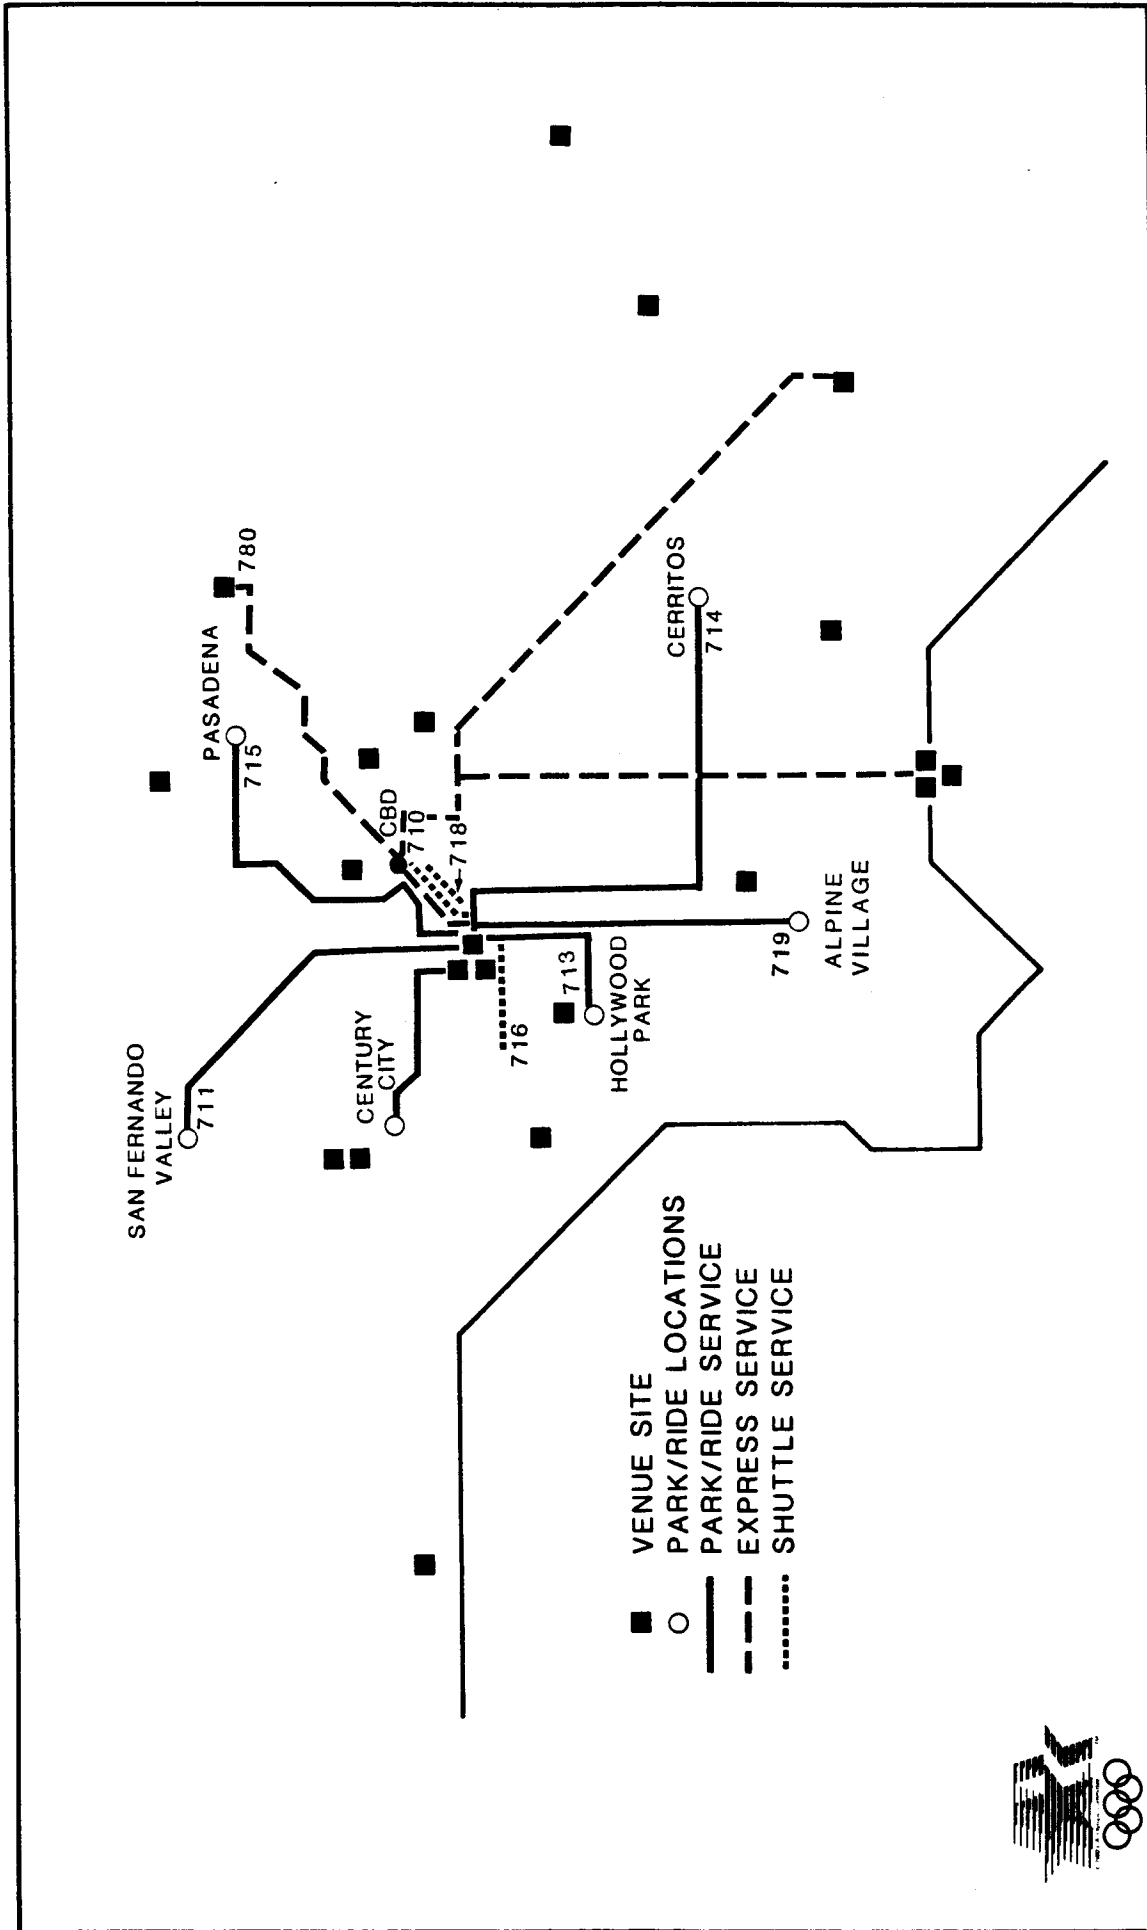 SAN FERNANDO
VALLEY
711
PASADENA
715
780
CENTURY
CITY
CBD
710
718
716
713
HOLLYWOOD
PARK
719
ALPINE
VILLAGE
CERRITOS
714
VENUE SITE
PARK/RIDE LOCATIONS
PARK/RIDE SERVICE
EXPRESS SERVICE
SHUTTLE SERVICE